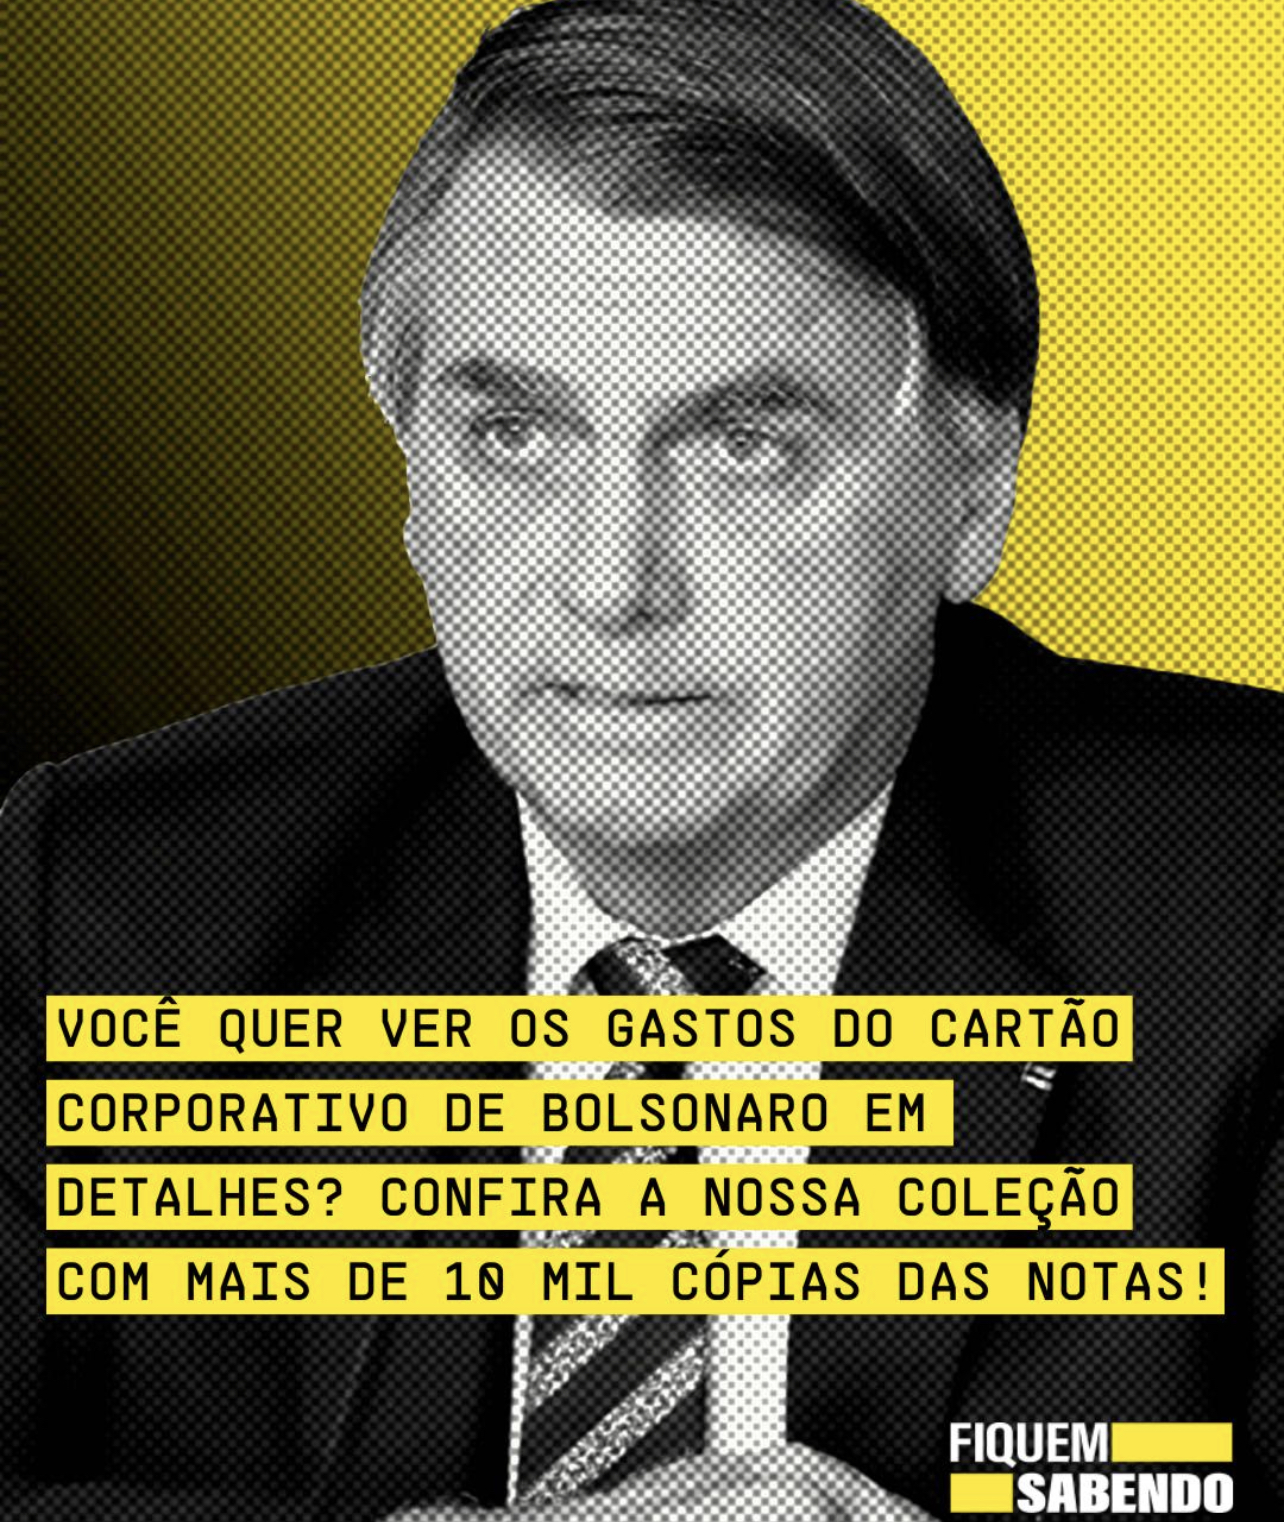 VOCÊ QUER VER OS GASTOS DO CARTÃO
CORPORATIVO DE BOLSONARO EM
DETALHES? CONFIRA A NOSSA COLEÇÃO
COM MAIS DE 10 MIL CÓPIAS DAS NOTAS!
FIQUEM
SABENDO